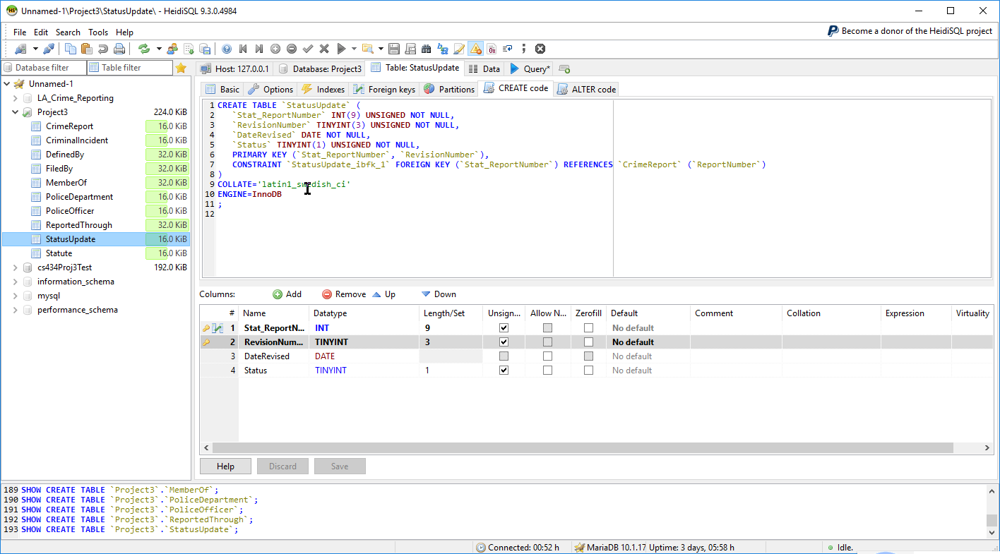 Unnamed-1\Project3\StatusUpdate\ - HeidiSQL 9.3.0.4984
File Edit Search Tools Help
Become a donor of the HeidiSQL project
Database filter Table filter
Host: 127.0.0.1 Database: Project3 Table: StatusUpdate Data Query*
Unnamed-1
LA_Crime_Reporting
Project3 224.0 KiB
CrimeReport 16.0 KiB
CriminalIncident 16.0 KiB
DefinedBy 32.0 KiB
FiledBy 32.0 KiB
MemberOf 32.0 KiB
PoliceDepartment 16.0 KiB
PoliceOfficer 16.0 KiB
ReportedThrough 32.0 KiB
StatusUpdate 16.0 KiB
Statute 16.0 KiB
cs434Proj3Test 192.0 KiB
information_schema
mysql
performance_schema
Basic Options Indexes Foreign keys Partitions CREATE code ALTER code
1 CREATE TABLE `StatusUpdate` (
2 `Stat_ReportNumber` INT(9) UNSIGNED NOT NULL,
3 `RevisionNumber` TINYINT(3) UNSIGNED NOT NULL,
4 `DateRevised` DATE NOT NULL,
5 `Status` TINYINT(1) UNSIGNED NOT NULL,
6 PRIMARY KEY (`Stat_ReportNumber`, `RevisionNumber`),
7 CONSTRAINT `StatusUpdate_ibfk_1` FOREIGN KEY (`Stat_ReportNumber`) REFERENCES `CrimeReport` (`ReportNumber`)
8 )
9 COLLATE='latin1_swedish_ci'
10 ENGINE=InnoDB
11 ;
12
Columns: Add Remove Up Down
# Name Datatype Length/Set Unsign... Allow N... Zerofill Default Comment Collation Expression Virtuality
1 Stat_ReportN... INT 9 No default
2 RevisionNum... TINYINT 3 No default
3 DateRevised DATE No default
4 Status TINYINT 1 No default
Help Discard Save
189 SHOW CREATE TABLE `Project3`.`MemberOf`;
190 SHOW CREATE TABLE `Project3`.`PoliceDepartment`;
191 SHOW CREATE TABLE `Project3`.`PoliceOfficer`;
192 SHOW CREATE TABLE `Project3`.`ReportedThrough`;
193 SHOW CREATE TABLE `Project3`.`StatusUpdate`;
Connected: 00:52 h MariaDB 10.1.17 Uptime: 3 days, 05:58 h Idle.